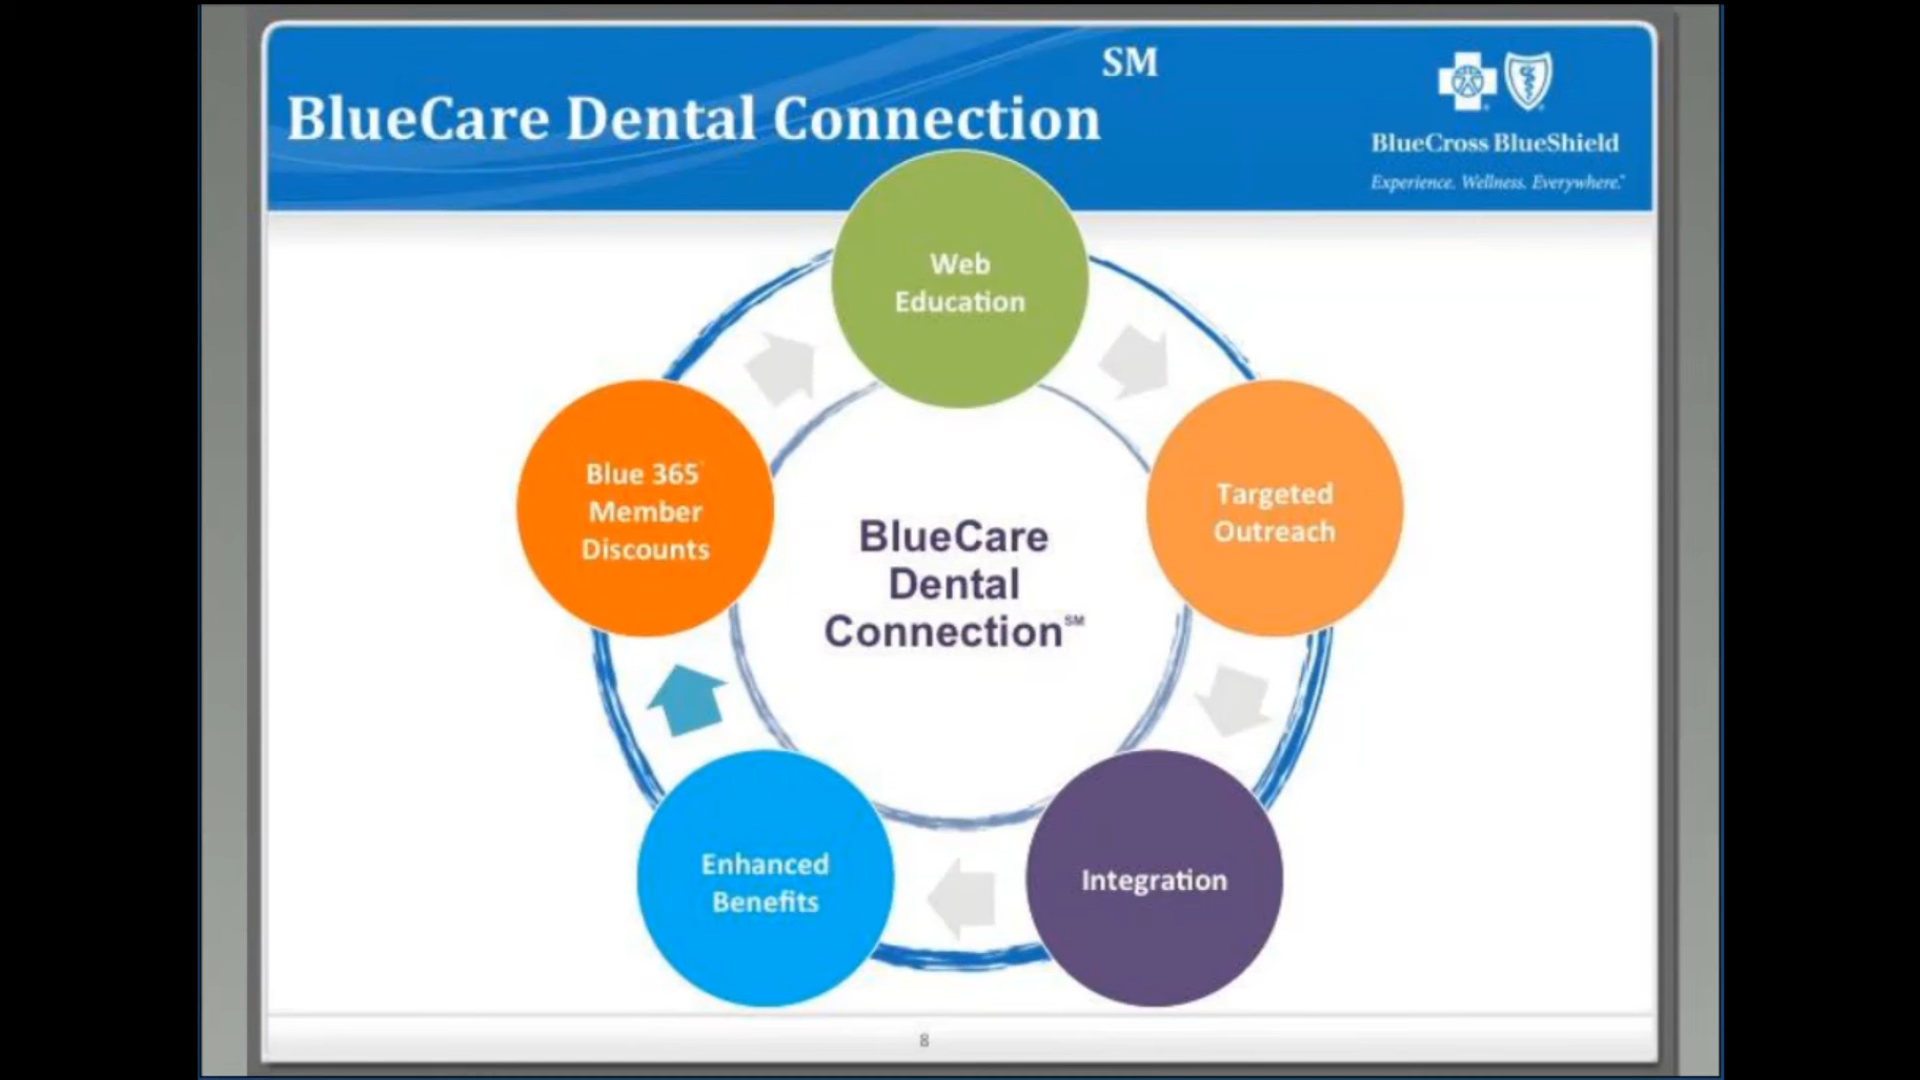 SM
BlueCare Dental Connection
BlueCross BlueShield
Experience. Wellness. Everywhere.
Web
Education
Blue 365
Member
Discounts
Targeted
Outreach
BlueCare
Dental
Connection℠
Enhanced
Benefits
Integration
8